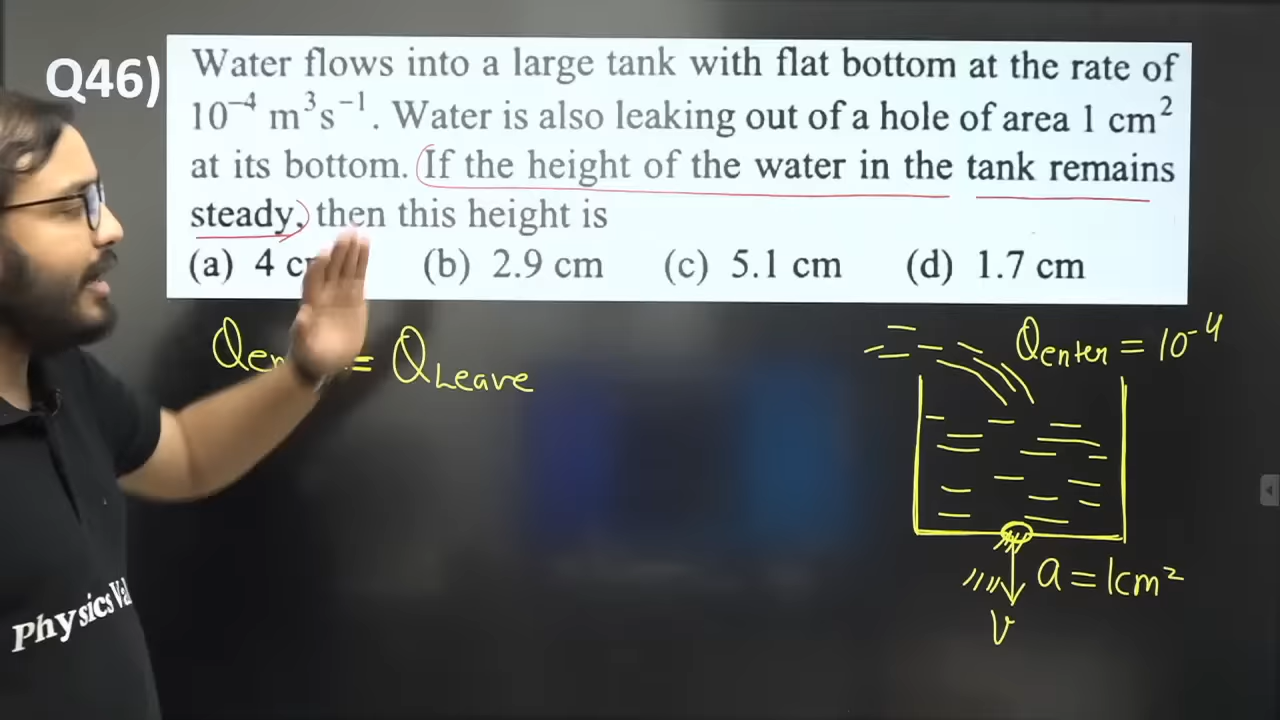 Q46)
Water flows into a large tank with flat bottom at the rate of
10⁻⁴ m³s⁻¹. Water is also leaking out of a hole of area 1 cm²
at its bottom. If the height of the water in the tank remains
steady, then this height is
(a) 4 (b) 2.9 cm (c) 5.1 cm (d) 1.7 cm
= Q Leave
Q enter = 10⁻⁴
a = 1cm²
v
Physics